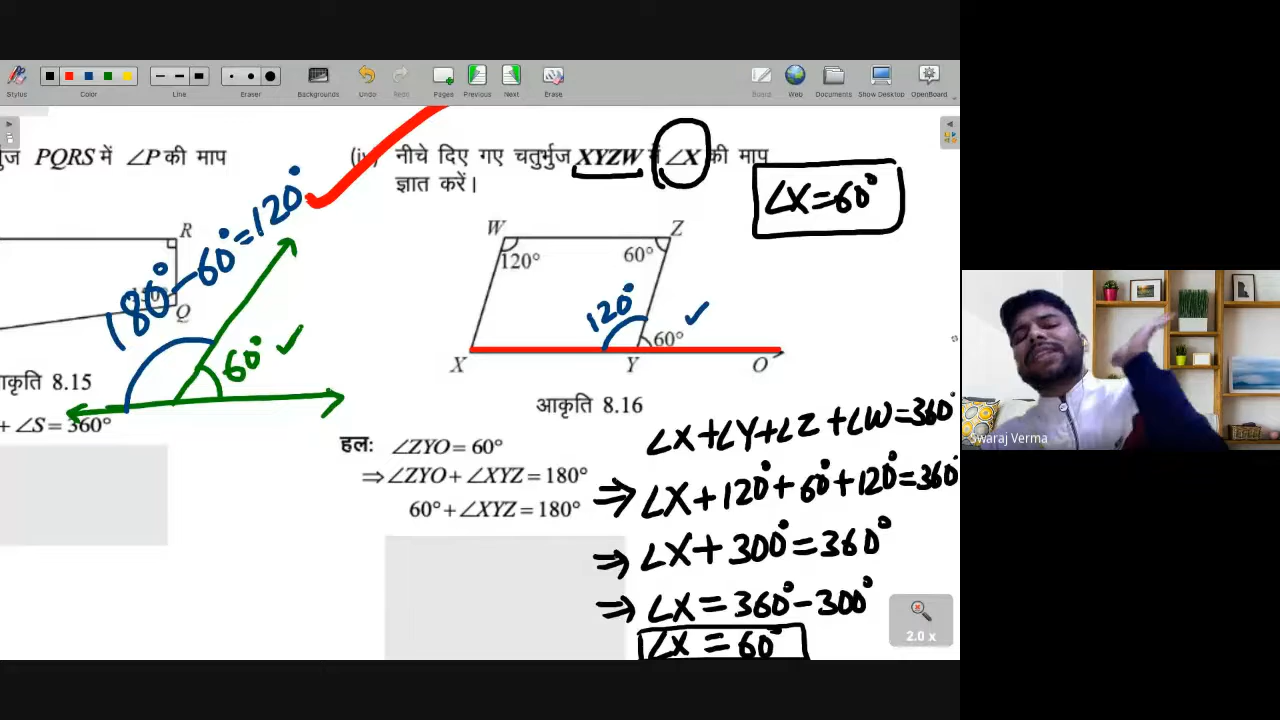 Stylus
Color
Line
Eraser
Backgrounds
Undo
Redo
Pages
Previous
Next
Erase
Board
Web
Documents
Show Desktop
OpenBoard
PQRS में ∠P की माप
R
Q
180° - 60° = 120°
60°
आकृति 8.15
+ ∠S = 360°
नीचे दिए गए चतुर्भुज XYZW में ∠X की माप
ज्ञात करें।
∠X = 60°
W
Z
120°
60°
120°
60°
X
Y
O
आकृति 8.16
हल: ∠ZYO = 60°
⇒ ∠ZYO + ∠XYZ = 180°
60° + ∠XYZ = 180°
∠X + ∠Y + ∠Z + ∠W = 360°
⇒ ∠X + 120° + 60° + 120° = 360°
⇒ ∠X + 300° = 360°
⇒ ∠X = 360° - 300°
∠X = 60°
Swaraj Verma
2.0 x